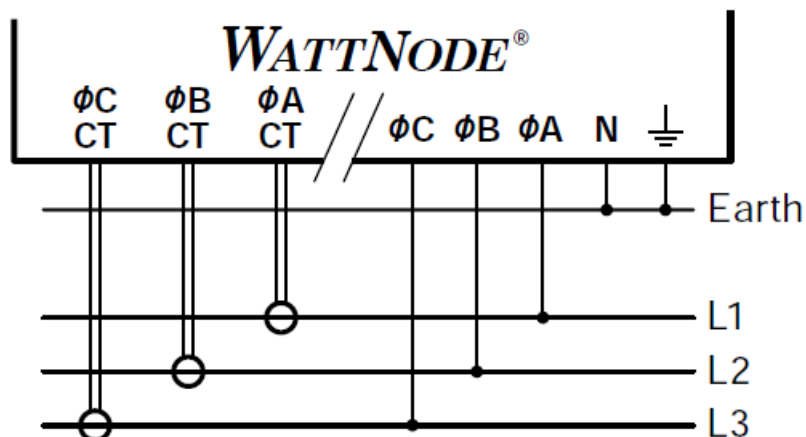 WATTNODE®
ϕC ϕB ϕA
CT CT CT
ϕC ϕB ϕA N
Earth
L1
L2
L3